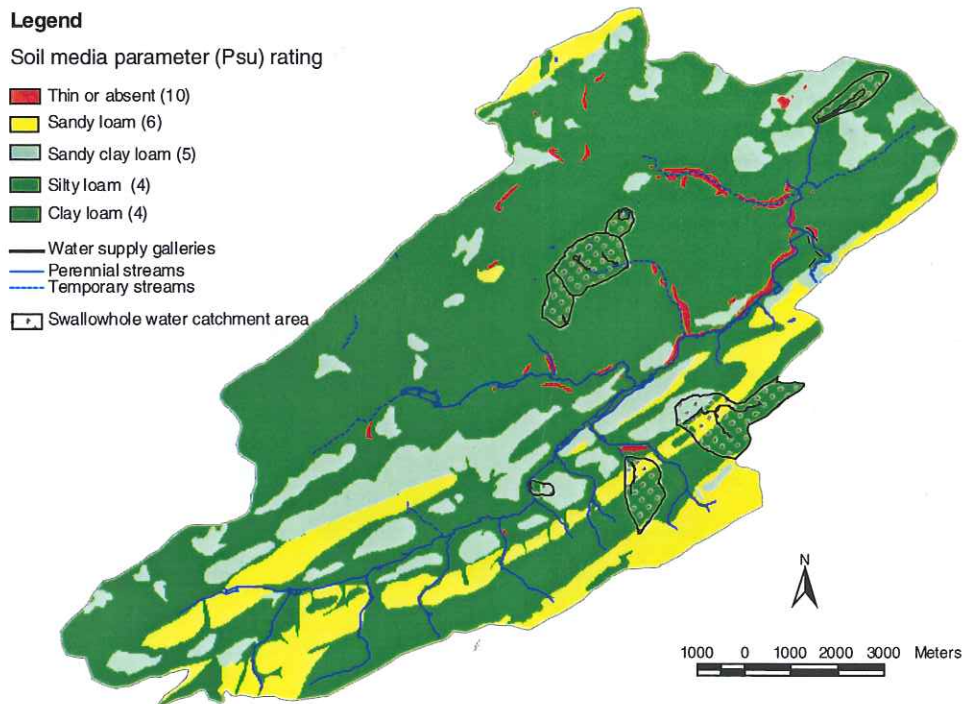 Legend
Soil media parameter (Psu) rating
Thin or absent (10)
Sandy loam (6)
Sandy clay loam (5)
Silty loam (4)
Clay loam (4)
Water supply galleries
Perennial streams
Temporary streams
Swallowhole water catchment area
N
1000 0 1000 2000 3000 Meters